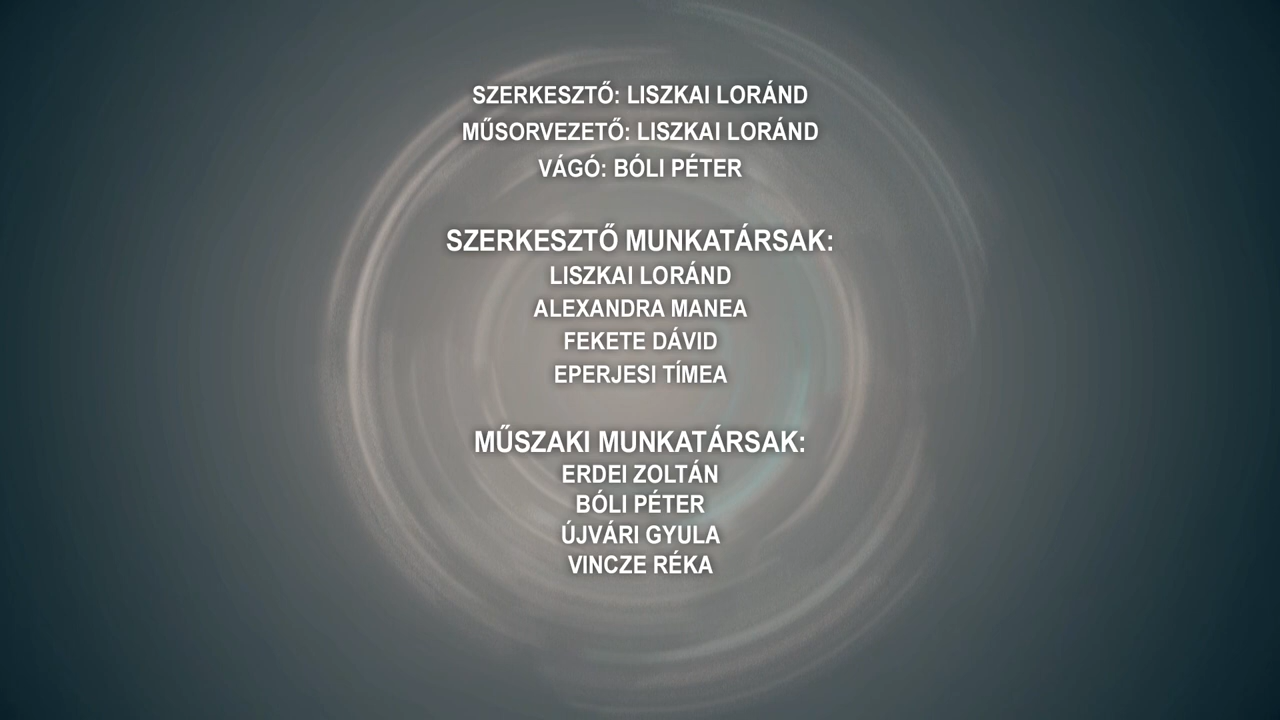 SZERKESZTŐ: LISZKAI LORÁND
MŰSORVEZETŐ: LISZKAI LORÁND
VÁGÓ: BÓLI PÉTER
SZERKESZTŐ MUNKATÁRSAK:
LISZKAI LORÁND
ALEXANDRA MANEA
FEKETE DÁVID
EPERJESI TÍMEA
MŰSZAKI MUNKATÁRSAK:
ERDEI ZOLTÁN
BÓLI PÉTER
ÚJVÁRI GYULA
VINCZE RÉKA